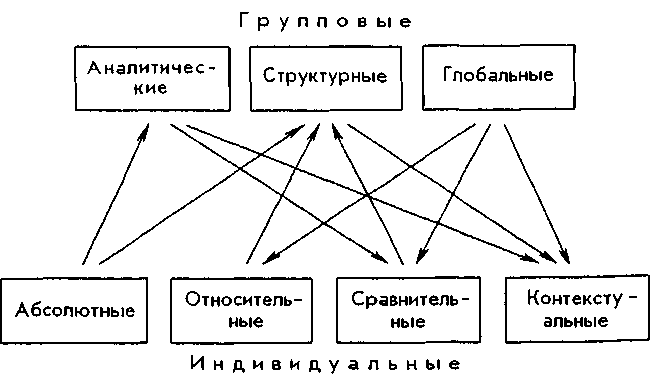 Групповые
Аналитичес-
кие
Структурные
Глобальные
Абсолютные
Относитель-
ные
Сравнитель-
ные
Контексту-
альные
Индивидуальные